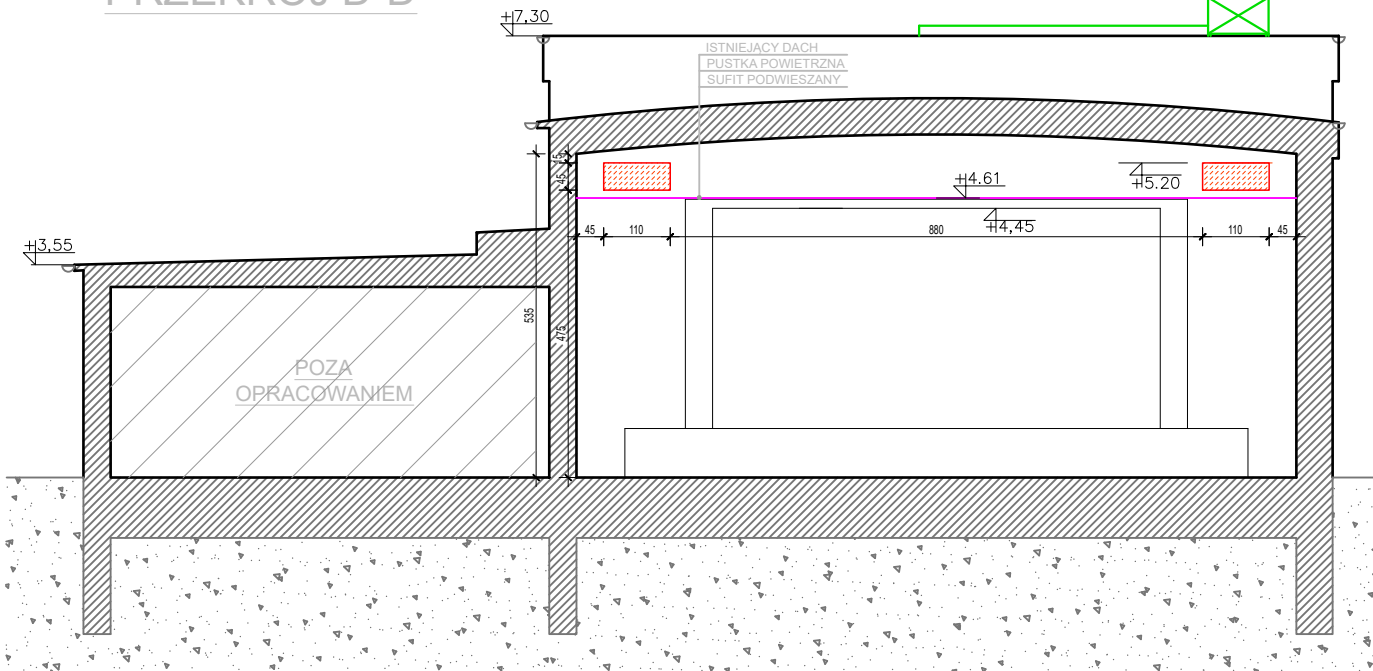 +7,30
ISTNIEJĄCY DACH
PUSTKA POWIETRZNA
SUFIT PODWIESZANY
15
45
+4.61
+5.20
+4,45
45
110
880
110
45
+3,55
535
475
POZA
OPRACOWANIEM